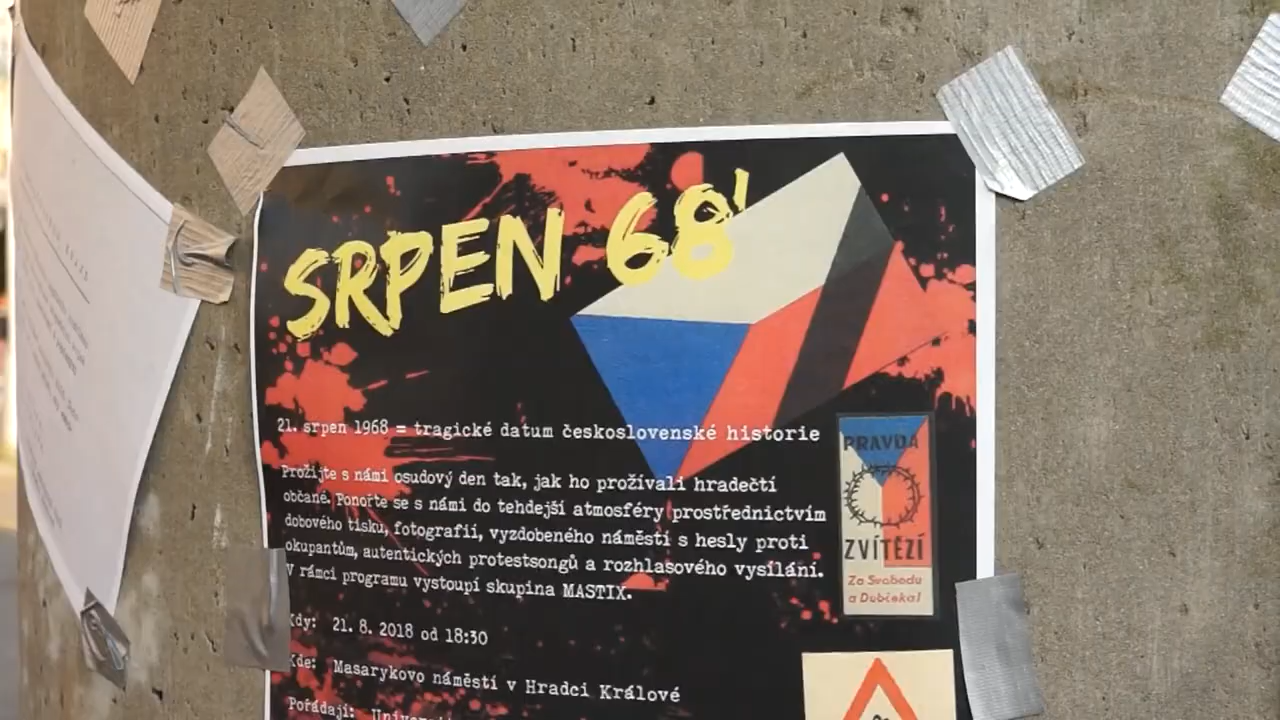 SRPEN 68'
21. srpen 1968 = tragické datum československé historie
Prožijte s námi osudový den tak, jak ho prožívali hradečtí
občané. Ponořte se s námi do tehdejší atmosféry prostřednictvím
dobového tisku, fotografií, vyzdobeného náměstí s hesly proti
okupantům, autentických protestsongů a rozhlasového vysílání.
V rámci programu vystoupí skupina MASTIX.
Kdy: 21. 8. 2018 od 18:30
Kde: Masarykovo náměstí v Hradci Králové
Pořádají:
PRAVDA
ZVÍTĚZÍ
Za Svobodu
a Dubčeka!